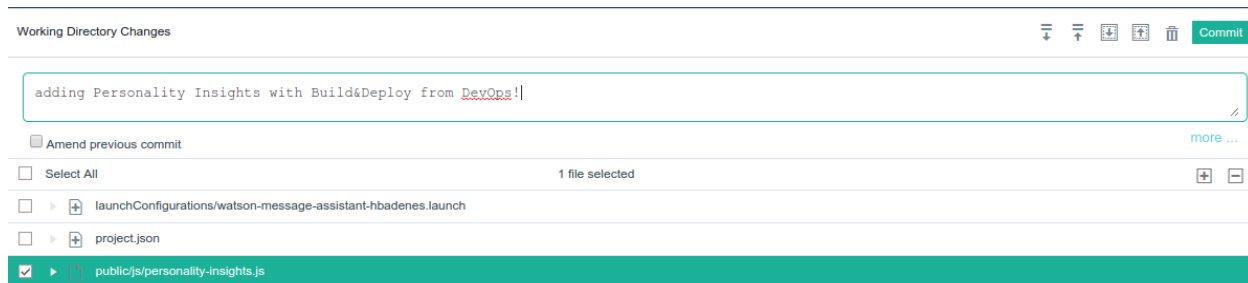 Working Directory Changes
Commit
adding Personality Insights with Build&Deploy from DevOps!
Amend previous commit
more ...
Select All
1 file selected
launchConfigurations/watson-message-assistant-hbadenes.launch
project.json
public/js/personality-insights.js